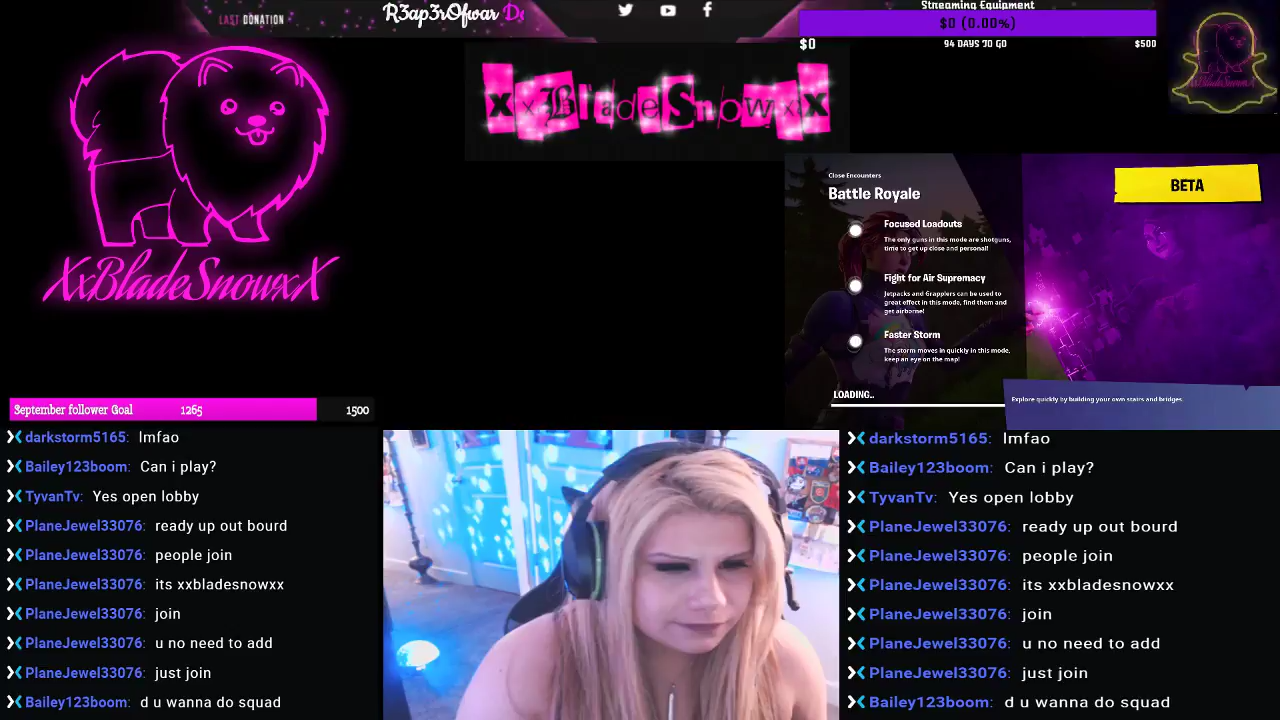 LAST DONATION
R3ap3rOfwar Do
Streaming Equipment
$0 (0.00%)
$0
94 DAYS TO GO
$500
XxBladeSnowxX
XxBladeSnowxX
XxBladeSnowxX
Close Encounters
Battle Royale
BETA
Focused Loadouts
The only guns in this mode are shotguns,
time to get up close and personal!
Fight for Air Supremacy
Jetpacks and Grapplers can be used to
great effect in this mode, find them and
get airborne!
Faster Storm
The storm moves in quickly in this mode,
keep an eye on the map!
LOADING..
Explore quickly by building your own stairs and bridges.
September follower Goal 1265 1500
darkstorm5165: lmfao
Bailey123boom: Can i play?
TyvanTv: Yes open lobby
PlaneJewel33076: ready up out bourd
PlaneJewel33076: people join
PlaneJewel33076: its xxbladesnowxx
PlaneJewel33076: join
PlaneJewel33076: u no need to add
PlaneJewel33076: just join
Bailey123boom: d u wanna do squad
darkstorm5165: lmfao
Bailey123boom: Can i play?
TyvanTv: Yes open lobby
PlaneJewel33076: ready up out bourd
PlaneJewel33076: people join
PlaneJewel33076: its xxbladesnowxx
PlaneJewel33076: join
PlaneJewel33076: u no need to add
PlaneJewel33076: just join
Bailey123boom: d u wanna do squad